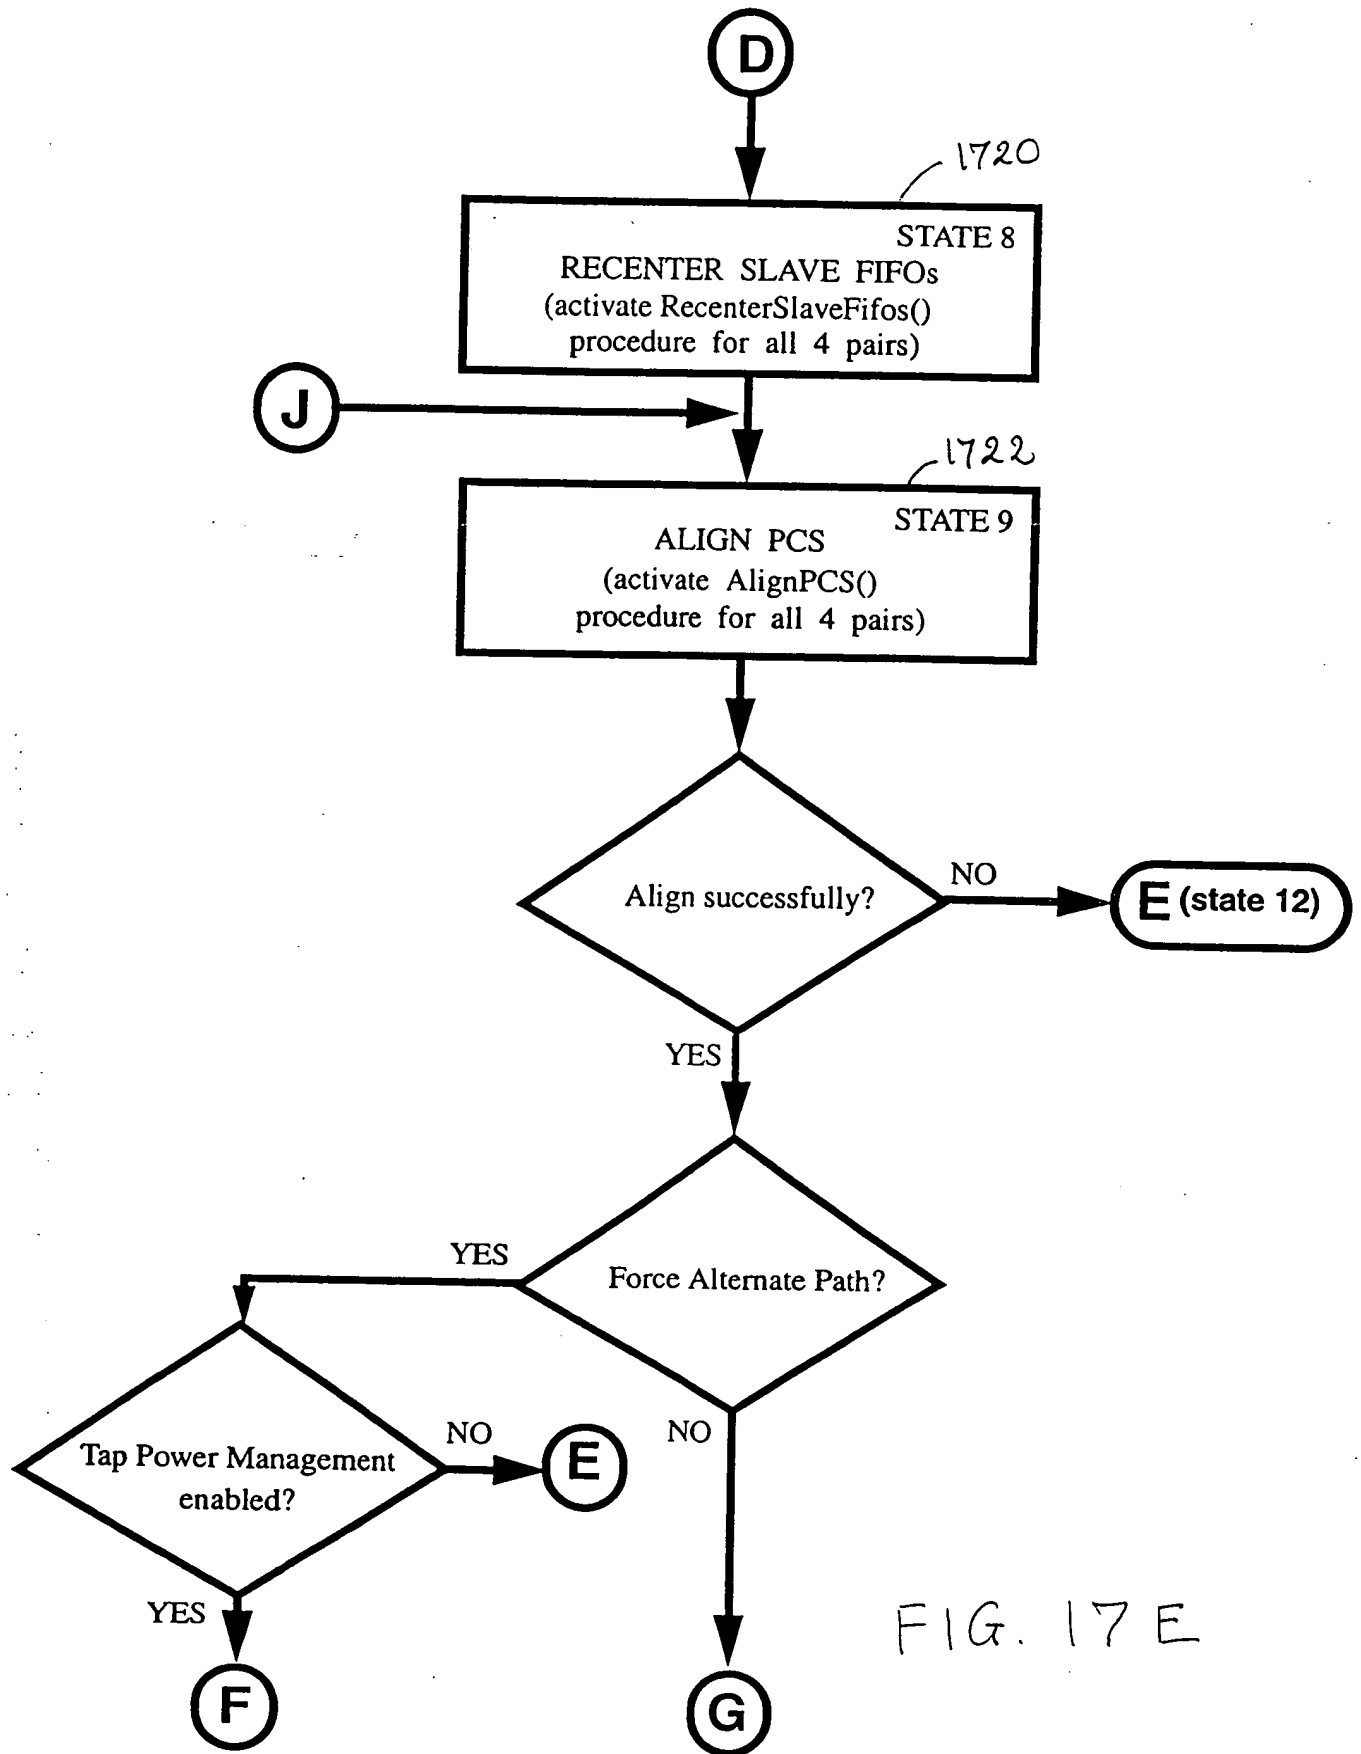 D
1720
STATE 8
RECENTER SLAVE FIFOs
(activate RecenterSlaveFifos()
procedure for all 4 pairs)
J
1722
STATE 9
ALIGN PCS
(activate AlignPCS()
procedure for all 4 pairs)
Align successfully?
NO
E (state 12)
YES
YES
Force Alternate Path?
Tap Power Management
enabled?
NO
E
NO
YES
F
G
FIG. 17E